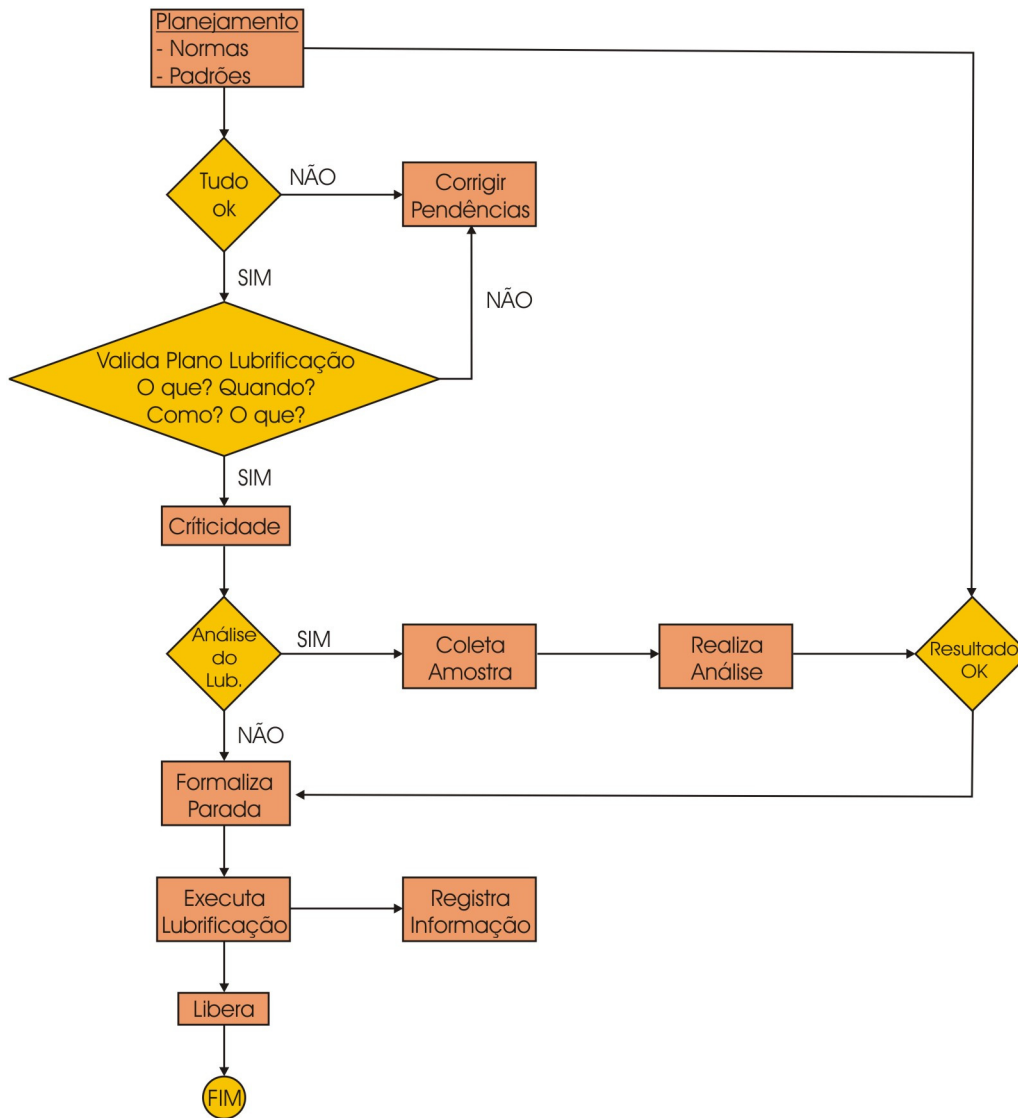 Planejamento
- Normas
- Padrões
Tudo
ok
NÃO
Corrigir
Pendências
SIM
NÃO
Valida Plano Lubrificação
O que? Quando?
Como? O que?
SIM
Críticidade
Análise
do
Lub.
SIM
Coleta
Amostra
Realiza
Análise
Resultado
OK
NÃO
Formaliza
Parada
Executa
Lubrificação
Registra
Informação
Libera
FIM